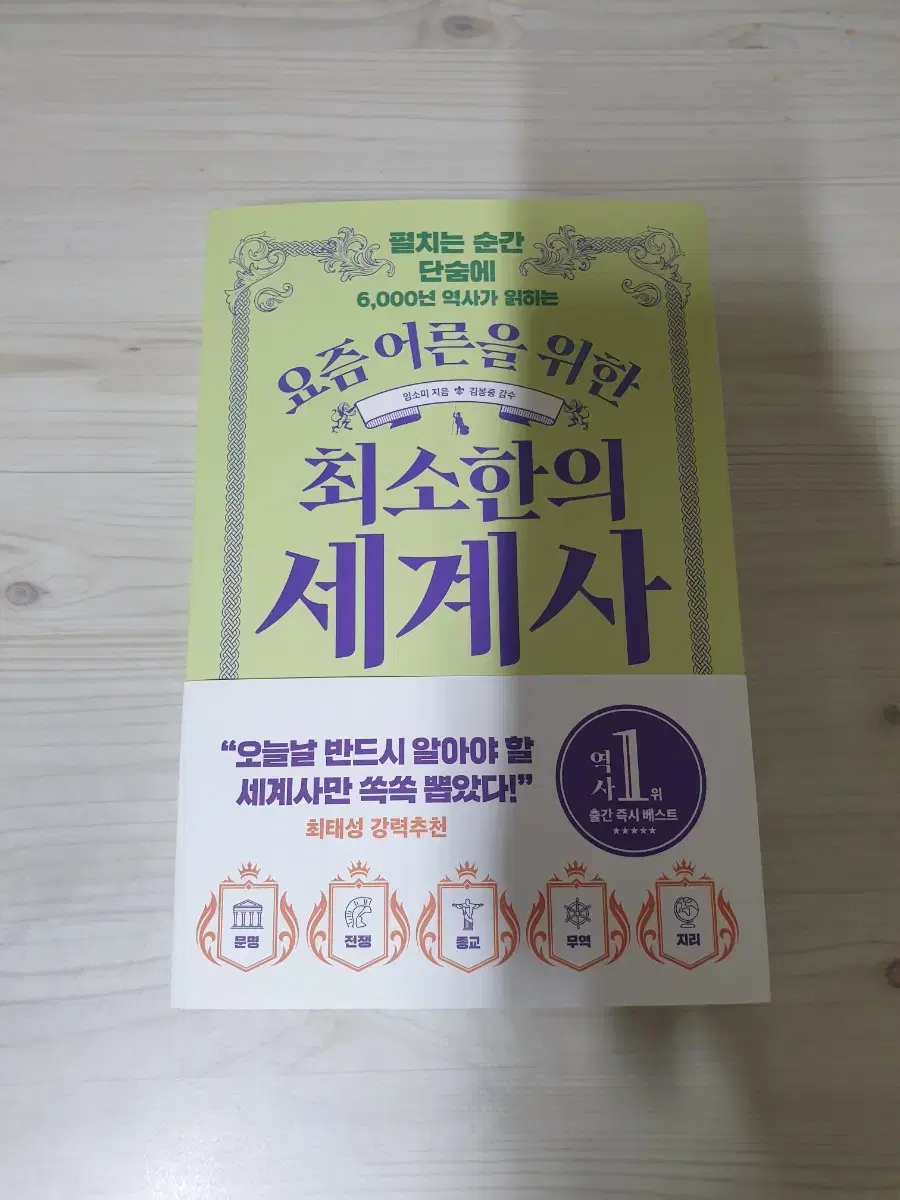 펼치는 순간
단숨에
6,000년 역사가 읽히는
요즘 어른을 위한
임소미 지음 김봉중 감수
최소한의
세계사
“오늘날 반드시 알아야 할
세계사만 쏙쏙 뽑았다!”
최태성 강력추천
역사 1위
출간 즉시 베스트
문명
전쟁
종교
무역
지리